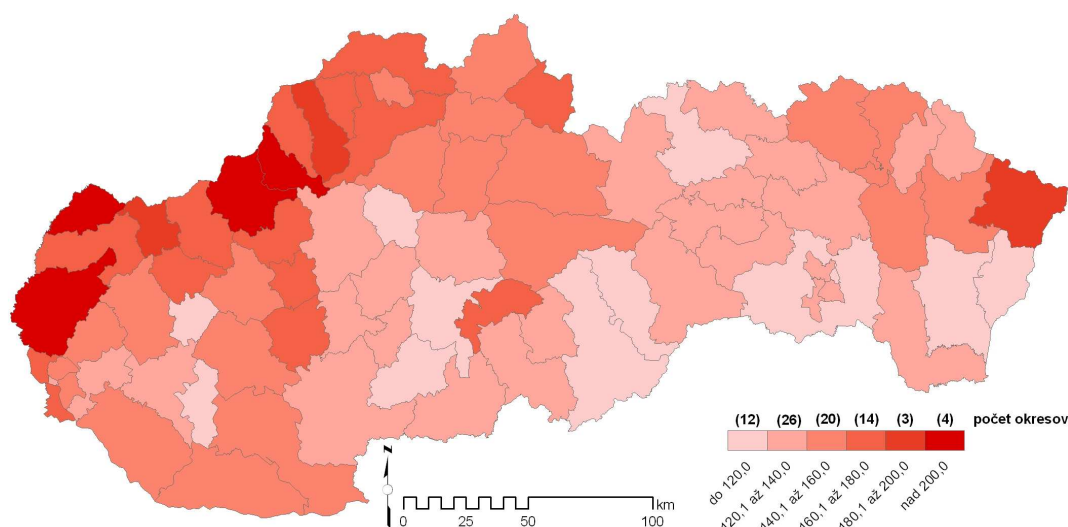 (12) (26) (20) (14) (3) (4) počet okresov
do 120,0
120,1 až 140,0
140,1 až 160,0
160,1 až 180,0
180,1 až 200,0
nad 200,0
N
km
0 25 50 100